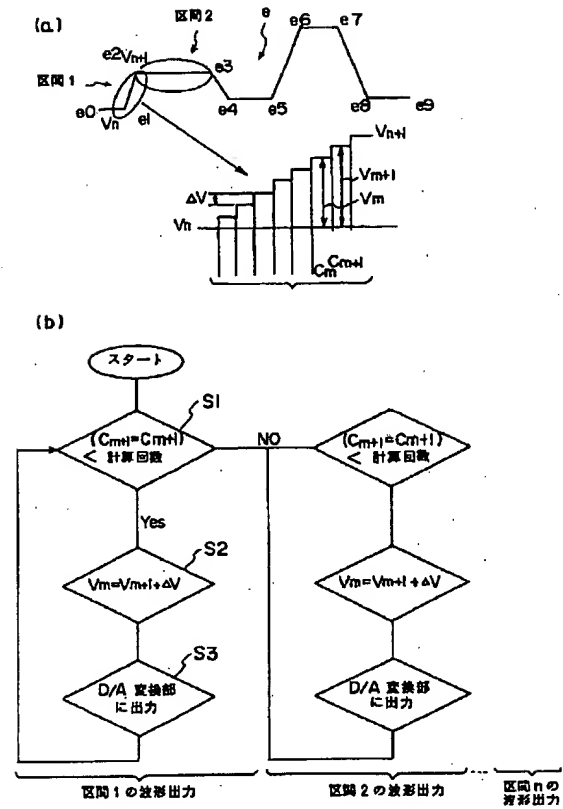 (a)
区間2
e
e6 e7
e2 Vn+1
e3
区間1
e0
Vn
e1
e4
e5
e8 e9
Vn+1
ΔV
Vm+1
Vm
Vn
Cm Cm+1
(b)
スタート
S1
(Cm+1=Cm+1)
< 計算回数
NO
(Cm+1=Cm+1)
< 計算回数
Yes
S2
Vm=Vm+1+ΔV
Vm=Vm+1+ΔV
S3
D/A 変換部
に出力
D/A 変換部
に出力
区間1の波形出力
区間2の波形出力
区間nの
波形出力